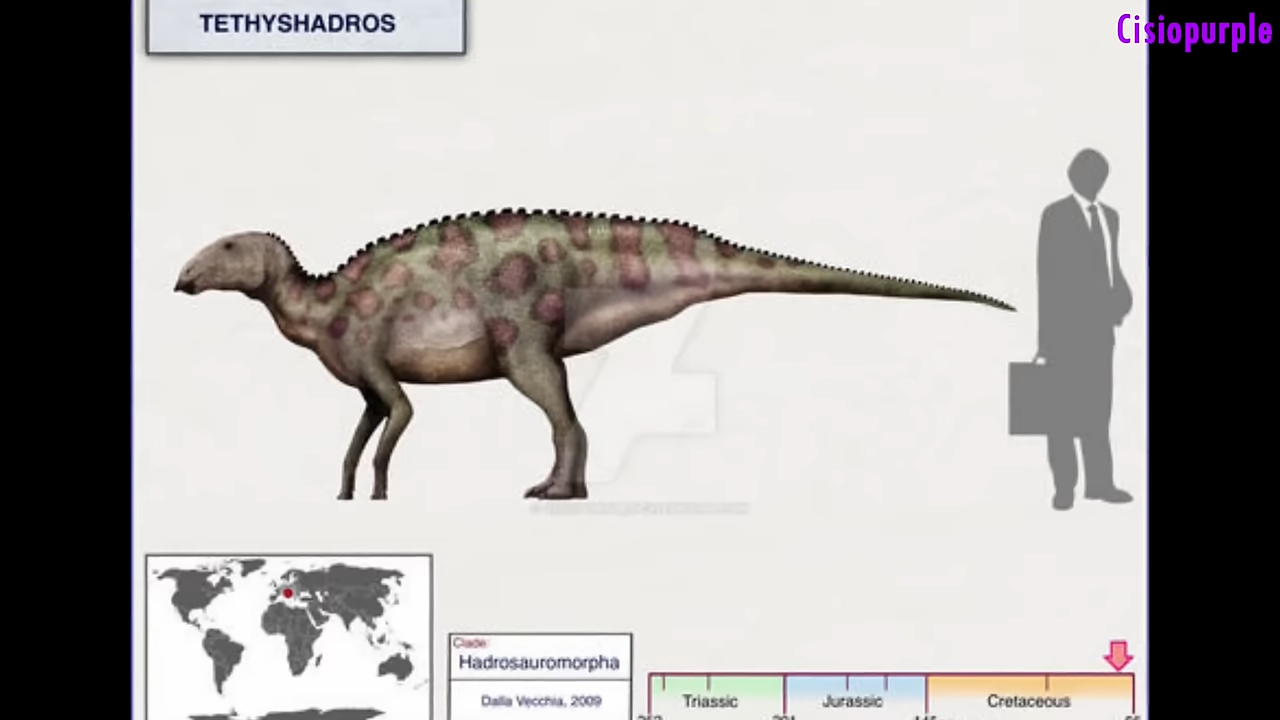 TETHYSHADROS
Cisiopurple
Clade:
Hadrosauromorpha
Dalla Vecchia, 2009
Triassic
Jurassic
Cretaceous